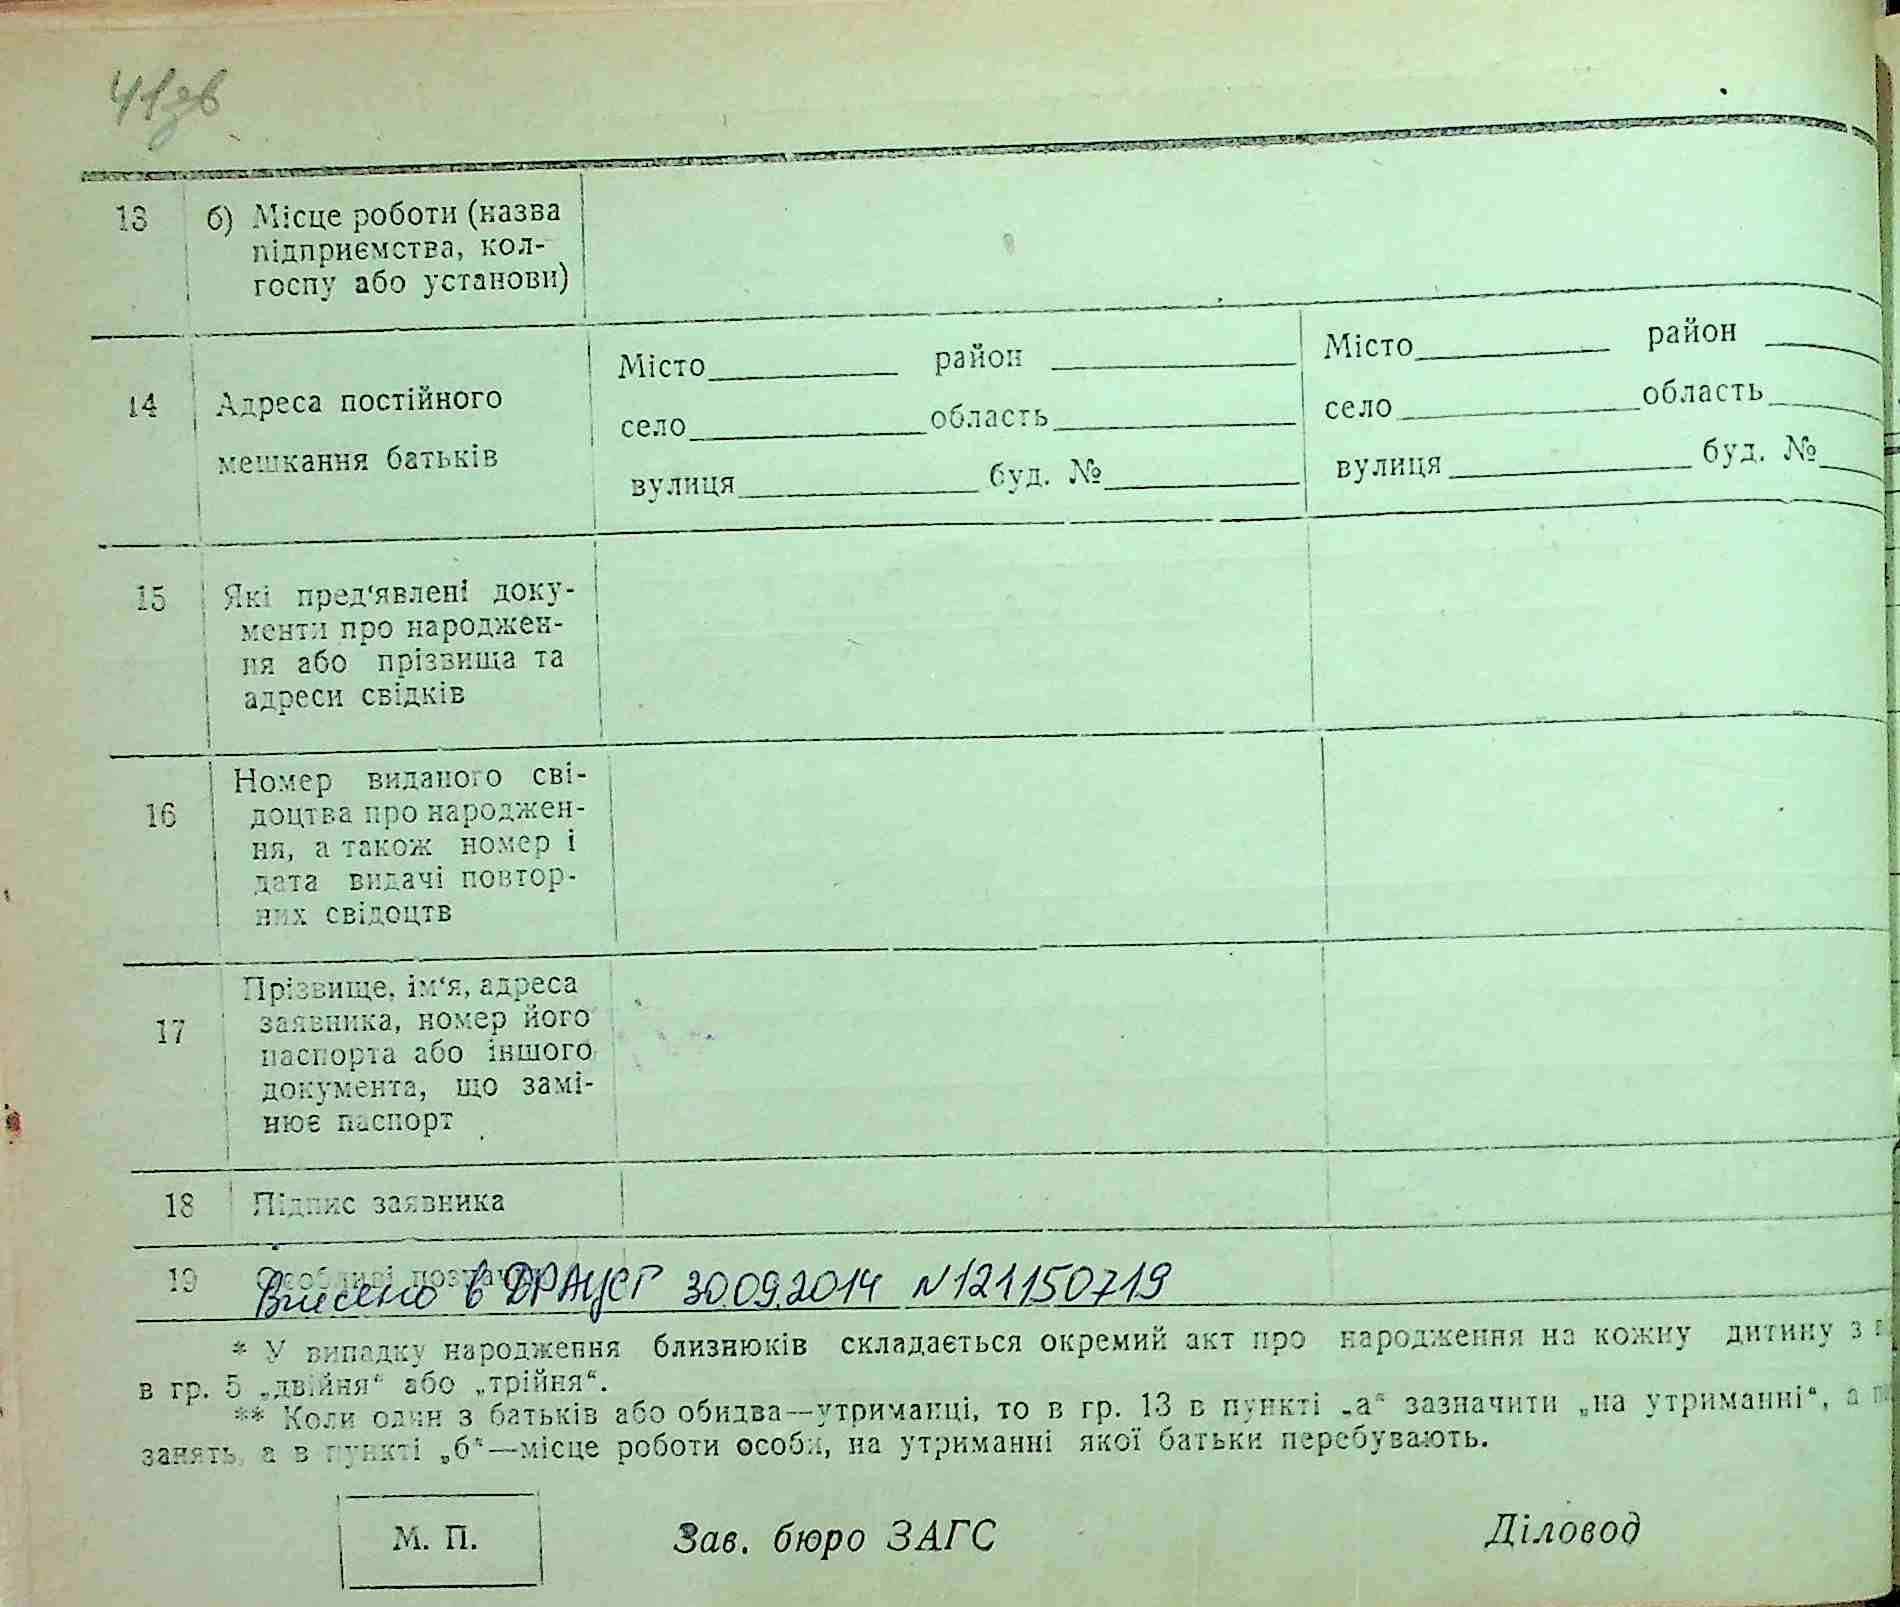 41зв
13 б) Місце роботи (назва
підприємства, кол-
госпу або установи)
14 Адреса постійного
мешкання батьків
Місто район
село область
вулиця буд. №
Місто район
село область
вулиця буд. №
15 Які пред‘явлені доку-
менти про народжен-
ня або прізвища та
адреси свідків
16 Номер виданого сві-
доцтва про народжен-
ня, а також номер і
дата видачі повтор-
них свідоцтв
17 Прізвище, ім‘я, адреса
заявника, номер його
паспорта або іншого
документа, що замі-
нює паспорт
18 Підпис заявника
19 Особливі позначки
Внесено в ДРАЦСГ 30.09.2014 N121150719
* У випадку народження близнюків складається окремий акт про народження на кожну дитину з
в гр. 5 „двійня“ або „трійня“.
** Коли один з батьків або обидва—утриманці, то в гр. 13 в пункті „а“ зазначити „на утриманні“, а
занять, а в пункті „б“—місце роботи особи, на утриманні якої батьки перебувають.
М. П.
Зав. бюро ЗАГС
Діловод